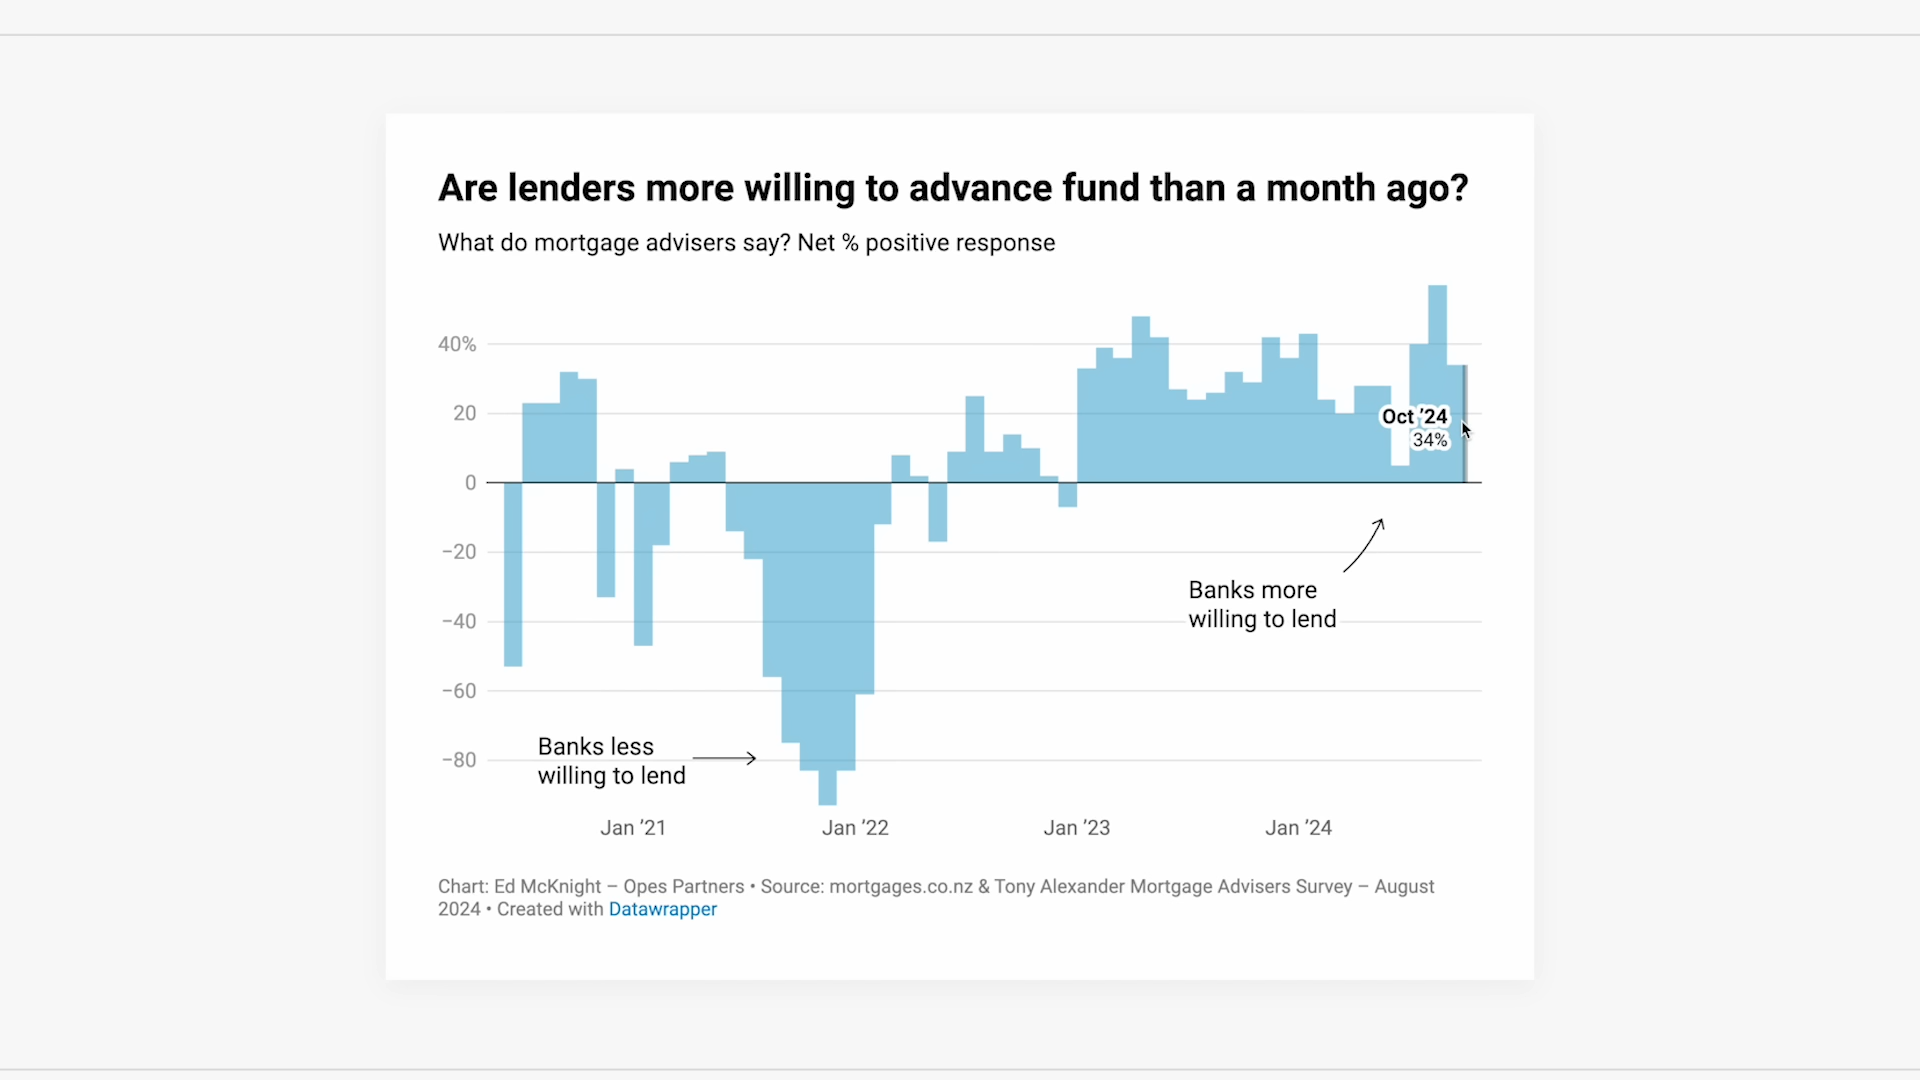 Are lenders more willing to advance fund than a month ago?
What do mortgage advisers say? Net % positive response
40%
20
0
−20
−40
−60
−80
Oct ’24
34%
Banks more
willing to lend
Banks less
willing to lend
Jan ’21
Jan ’22
Jan ’23
Jan ’24
Chart: Ed McKnight – Opes Partners • Source: mortgages.co.nz & Tony Alexander Mortgage Advisers Survey – August
2024 • Created with Datawrapper